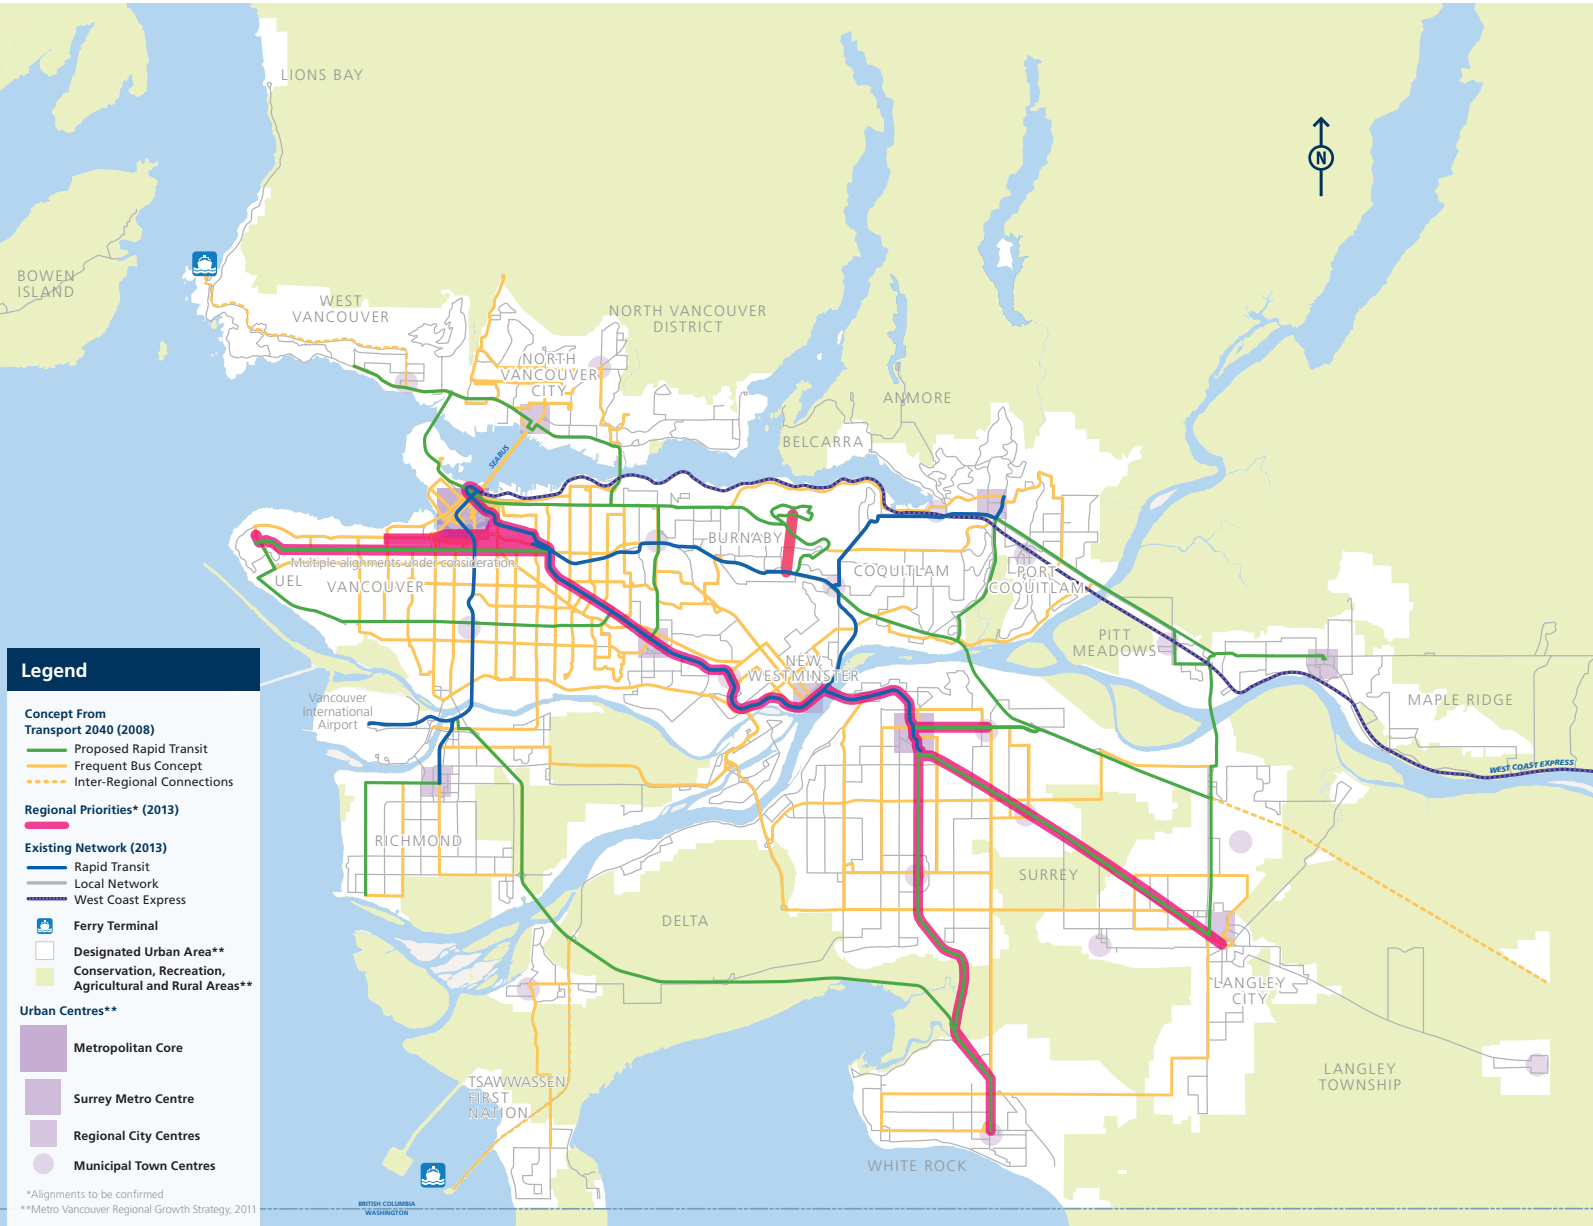 LIONS BAY
N
BOWEN
ISLAND
WEST
VANCOUVER
NORTH VANCOUVER
DISTRICT
NORTH
VANCOUVER
CITY
ANMORE
BELCARRA
SEABUS
BURNABY
Multiple alignments under consideration
UEL
VANCOUVER
COQUITLAM
PORT
COQUITLAM
PITT
MEADOWS
NEW
WESTMINSTER
MAPLE RIDGE
Vancouver
International
Airport
WEST COAST EXPRESS
RICHMOND
SURREY
DELTA
LANGLEY
CITY
LANGLEY
TOWNSHIP
TSAWWASSEN
FIRST
NATION
WHITE ROCK
BRITISH COLUMBIA
WASHINGTON
Legend
Concept From
Transport 2040 (2008)
Proposed Rapid Transit
Frequent Bus Concept
Inter-Regional Connections
Regional Priorities* (2013)
Existing Network (2013)
Rapid Transit
Local Network
West Coast Express
Ferry Terminal
Designated Urban Area**
Conservation, Recreation,
Agricultural and Rural Areas**
Urban Centres**
Metropolitan Core
Surrey Metro Centre
Regional City Centres
Municipal Town Centres
*Alignments to be confirmed
**Metro Vancouver Regional Growth Strategy, 2011